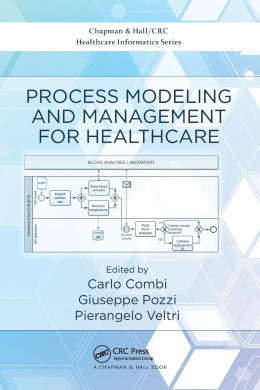 Chapman & Hall/CRC
Healthcare Informatics Series
PROCESS MODELING
AND MANAGEMENT
FOR HEALTHCARE
BLOOD ANALYSES LABORATORY
Edited by
Carlo Combi
Giuseppe Pozzi
Pierangelo Veltri
CRC Press
Taylor & Francis Group
A CHAPMAN & HALL BOOK